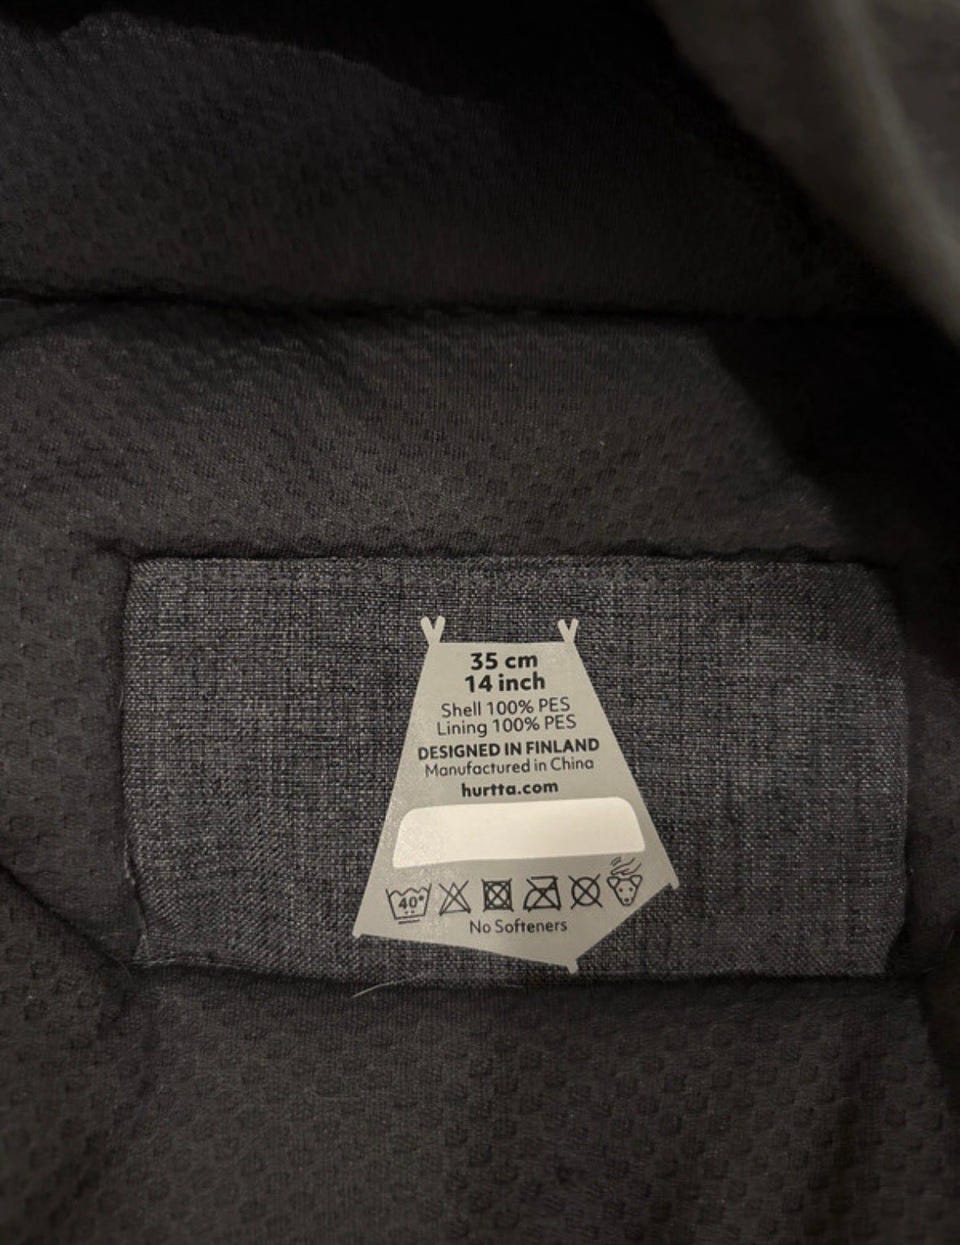 35 cm
14 inch
Shell 100% PES
Lining 100% PES
DESIGNED IN FINLAND
Manufactured in China
hurtta.com
40°
No Softeners